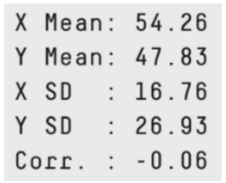 X Mean: 54.26
Y Mean: 47.83
X SD  : 16.76
Y SD  : 26.93
Corr. : -0.06